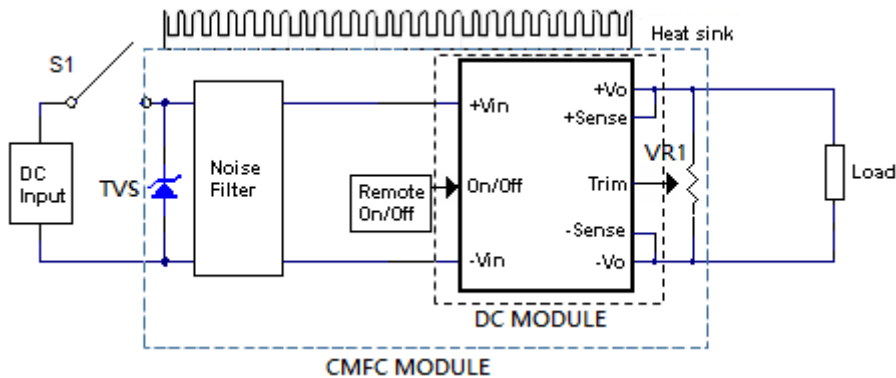 Heat sink
S1
+Vo
+Vin
+Sense
VR1
DC
Input
TVS
Noise
Filter
Remote
On/Off
On/Off
Trim
Load
-Sense
-Vin
-Vo
DC MODULE
CMFC MODULE